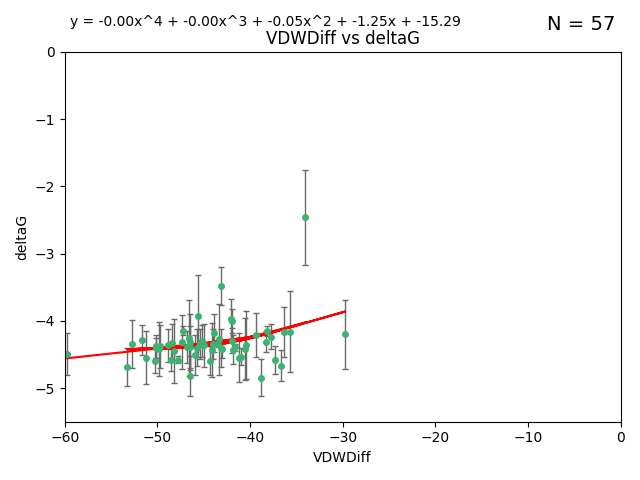 y = -0.00x^4 + -0.00x^3 + -0.05x^2 + -1.25x + -15.29
N = 57
VDWDiff vs deltaG
0
−1
−2
−3
−4
−5
deltaG
−60 −50 −40 −30 −20 −10 0
VDWDiff